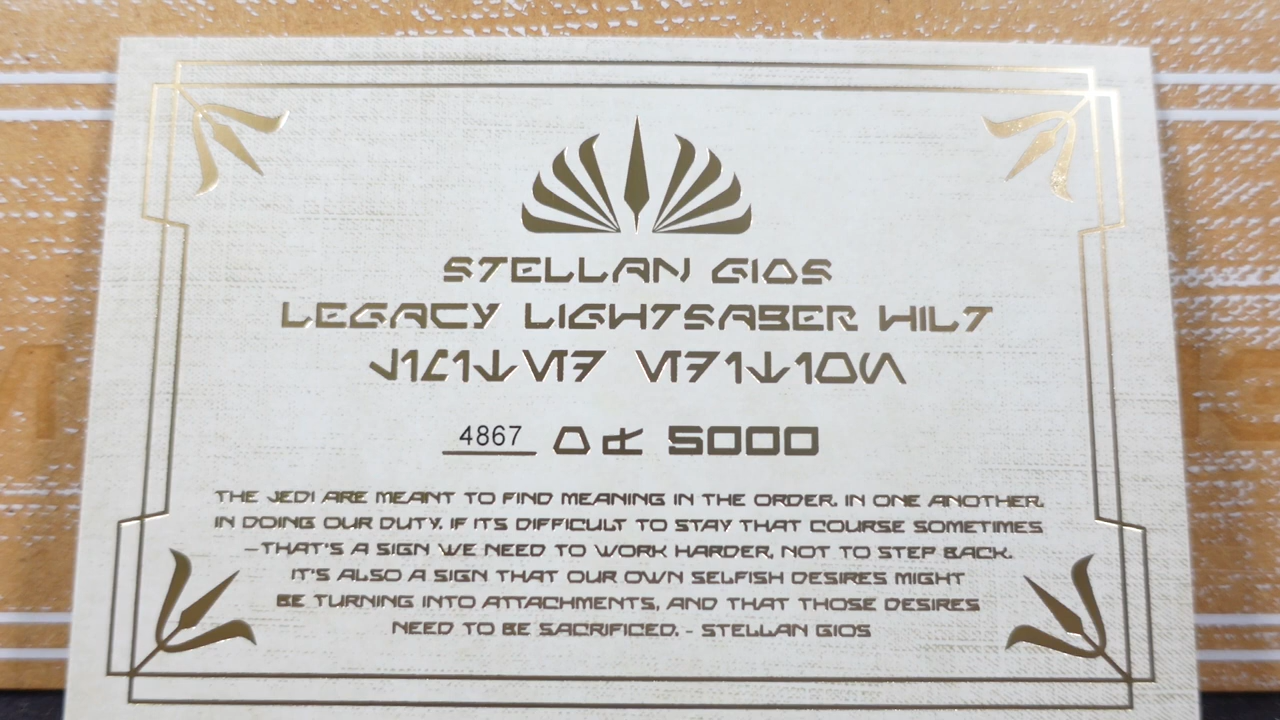 STELLAN GIOS
LEGACY LIGHTSABER HILT
4867 OF 5000
THE JEDI ARE MEANT TO FIND MEANING IN THE ORDER, IN ONE ANOTHER,
IN DOING OUR DUTY. IF ITS DIFFICULT TO STAY THAT COURSE SOMETIMES
—THAT'S A SIGN WE NEED TO WORK HARDER, NOT TO STEP BACK.
IT'S ALSO A SIGN THAT OUR OWN SELFISH DESIRES MIGHT
BE TURNING INTO ATTACHMENTS, AND THAT THOSE DESIRES
NEED TO BE SACRIFICED. - STELLAN GIOS